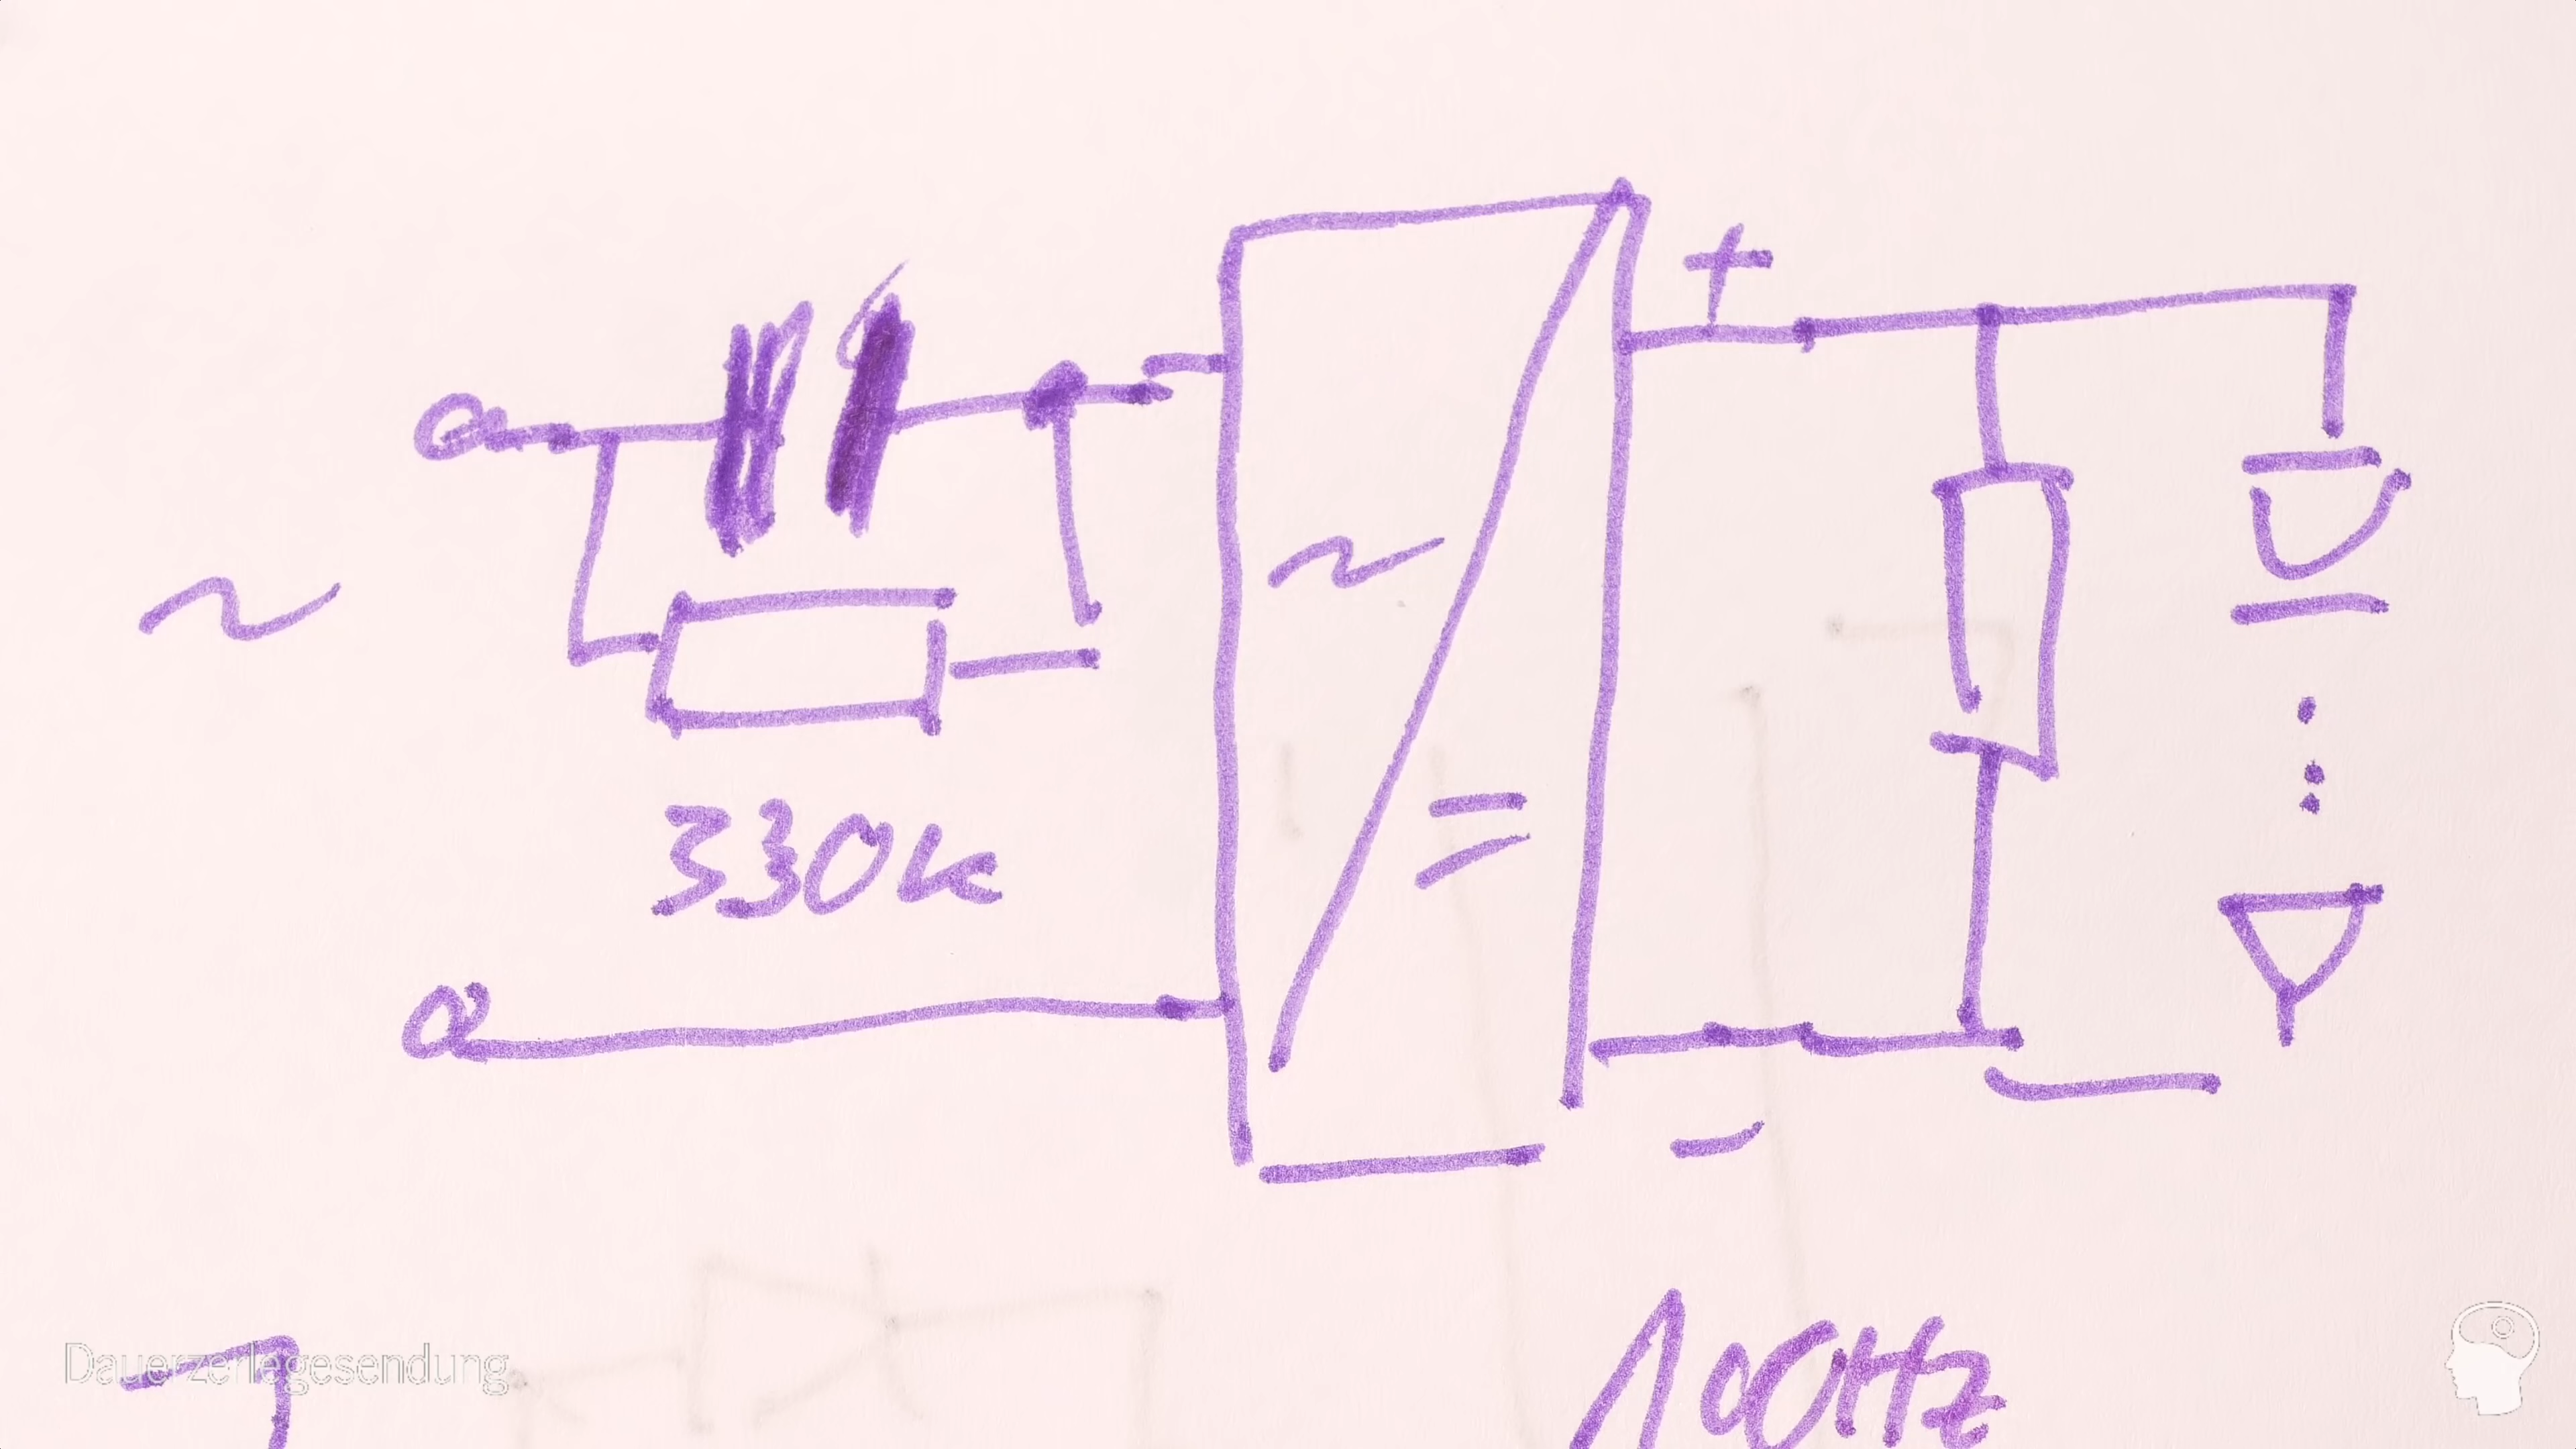 +
~
~
=
330k
-
100Hz
Dauerzerlegesendung